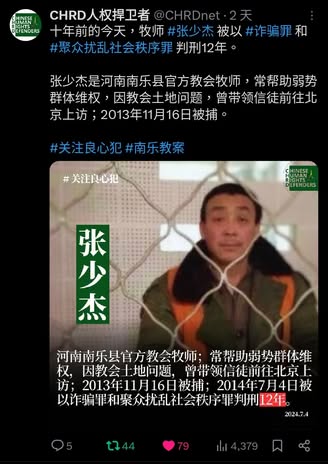 CHRD人权捍卫者 @CHRDnet · 2 天
十年前的今天，牧师 #张少杰 被以 #诈骗罪 和
#聚众扰乱社会秩序罪 判刑12年。
张少杰是河南南乐县官方教会牧师，常帮助弱势
群体维权，因教会土地问题，曾带领信徒前往北
京上访；2013年11月16日被捕。
#关注良心犯 #南乐教案
#关注良心犯
CHINESE
HUMAN
RIGHTS
DEFENDERS
张少杰
河南南乐县官方教会牧师；常帮助弱势群体维
权，因教会土地问题，曾带领信徒前往北京上
访；2013年11月16日被捕；2014年7月4日被
以诈骗罪和聚众扰乱社会秩序罪判刑12年。
2024.7.4
5 44 58 4,379